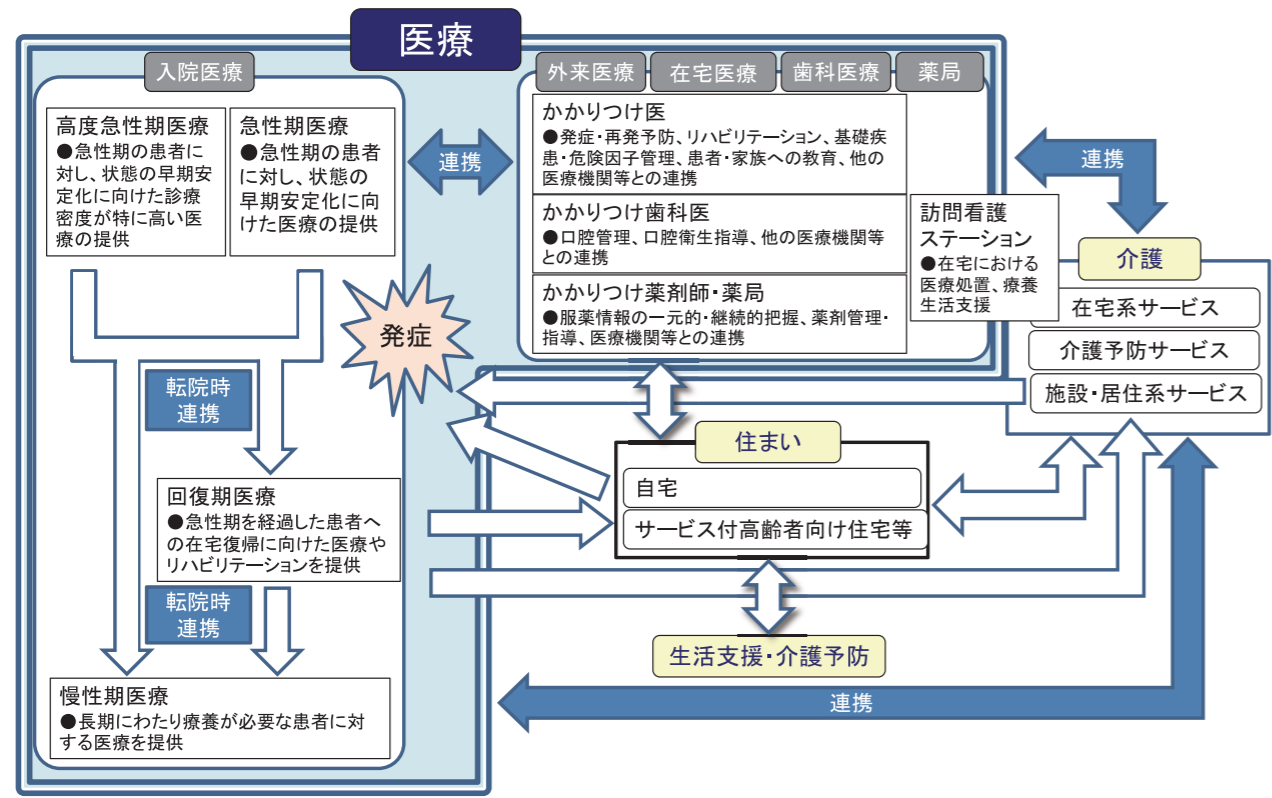 医療
入院医療
高度急性期医療
●急性期の患者に
対し、状態の早期安
定化に向けた診療
密度が特に高い医
療の提供
急性期医療
●急性期の患者
に対し、状態の
早期安定化に向
けた医療の提供
連携
外来医療
在宅医療
歯科医療
薬局
かかりつけ医
●発症・再発予防、リハビリテーション、基礎疾
患・危険因子管理、患者・家族への教育、他の
医療機関等との連携
かかりつけ歯科医
●口腔管理、口腔衛生指導、他の医療機関等
との連携
かかりつけ薬剤師・薬局
●服薬情報の一元的・継続的把握、薬剤管理・
指導、医療機関等との連携
訪問看護
ステーション
●在宅における
医療処置、療養
生活支援
連携
介護
在宅系サービス
介護予防サービス
施設・居住系サービス
発症
転院時
連携
回復期医療
●急性期を経過した患者へ
の在宅復帰に向けた医療や
リハビリテーションを提供
転院時
連携
慢性期医療
●長期にわたり療養が必要な患者に対
する医療を提供
住まい
自宅
サービス付高齢者向け住宅等
生活支援・介護予防
連携